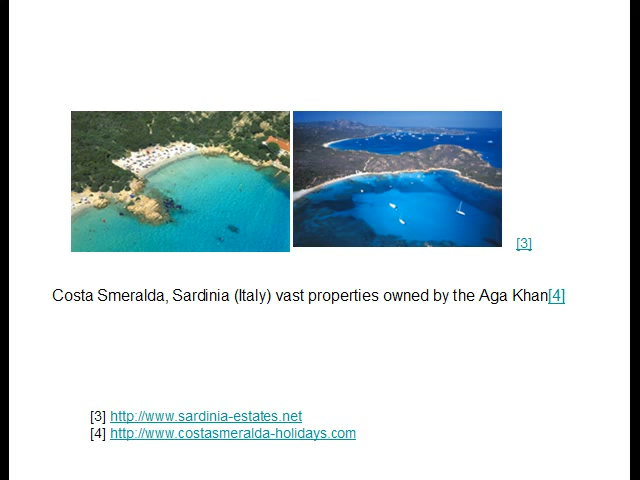 [3]
Costa Smeralda, Sardinia (Italy) vast properties owned by the Aga Khan[4]
[3] http://www.sardinia-estates.net
[4] http://www.costasmeralda-holidays.com